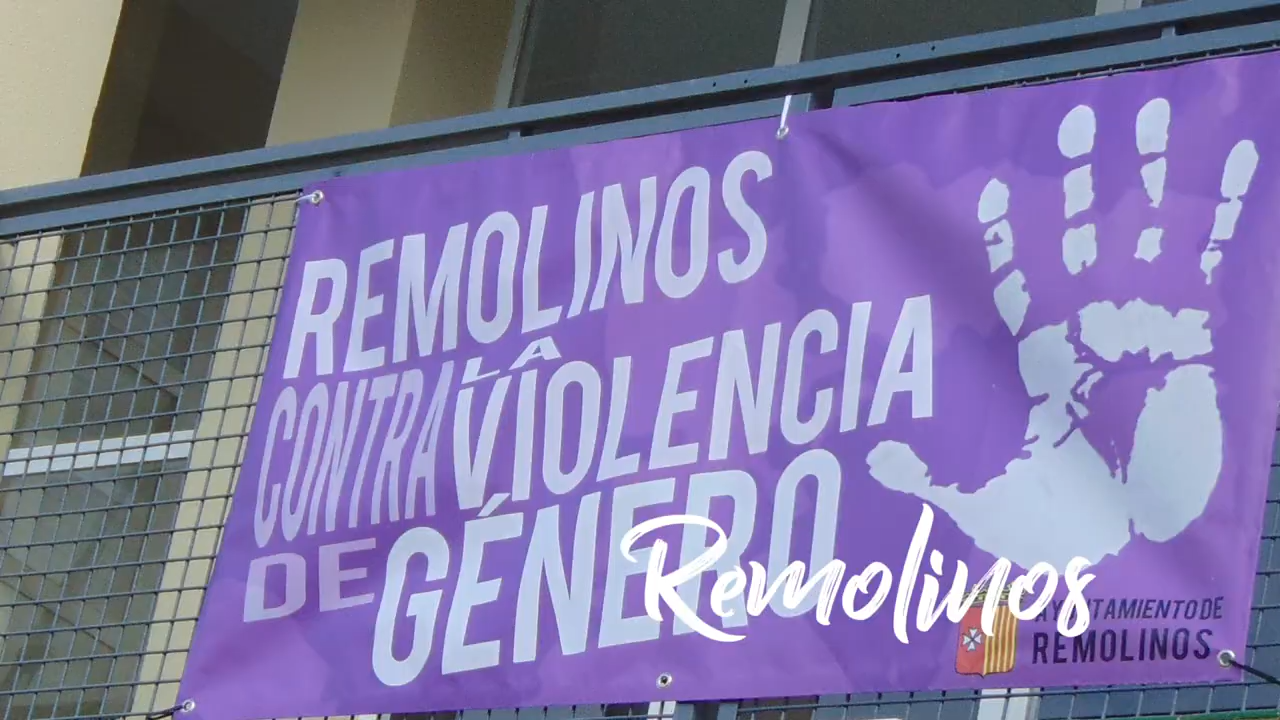 REMOLINOS
CONTRA LA VIOLENCIA
DE GÉNERO
Remolinos
AYUNTAMIENTO DE
REMOLINOS